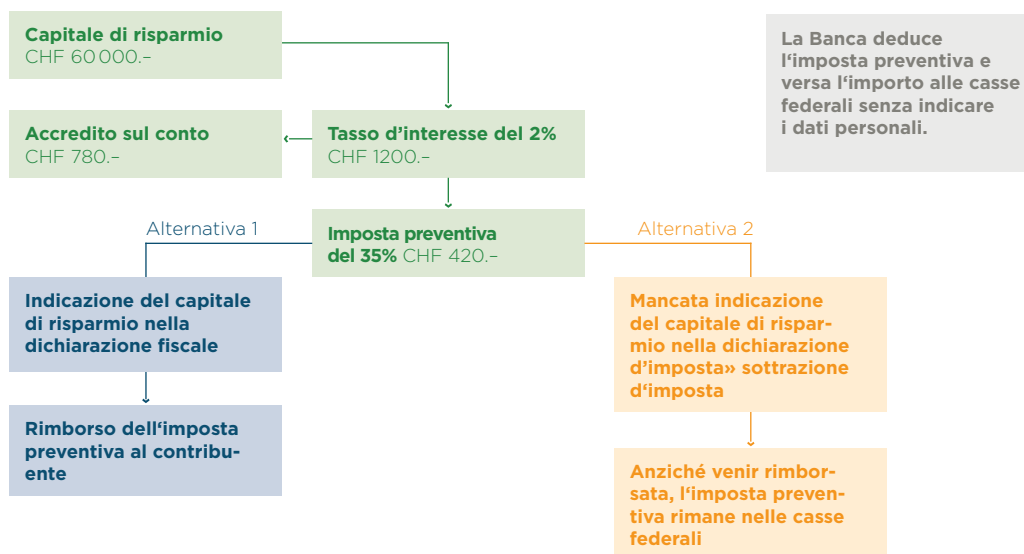 Capitale di risparmio
CHF 60 000.–
La Banca deduce
l‘imposta preventiva e
versa l‘importo alle casse
federali senza indicare
i dati personali.
Accredito sul conto
CHF 780.–
Tasso d’interesse del 2%
CHF 1200.–
Imposta preventiva
del 35% CHF 420.–
Alternativa 1
Alternativa 2
Indicazione del capitale
di risparmio nella
dichiarazione fiscale
Rimborso dell‘imposta
preventiva al contribu-
ente
Mancata indicazione
del capitale di rispar-
mio nella dichiarazione
d’imposta» sottrazione
d‘imposta
Anziché venir rimbor-
sata, l‘imposta preven-
tiva rimane nelle casse
federali